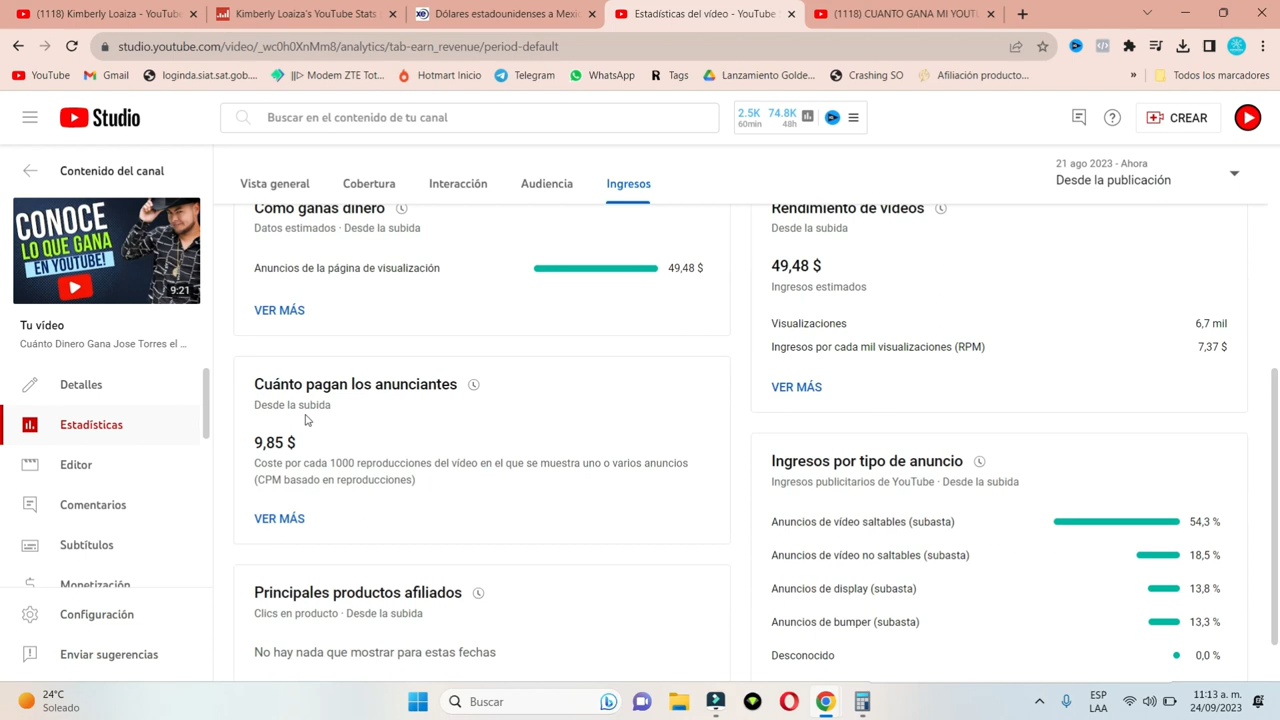 (1118) Kimberly Loaiza - YouTub
Kimberly Loaiza's YouTube Stats (
Dólares estadounidenses a Mexi
Estadísticas del vídeo - YouTube S
(1118) CUANTO GANA MI YOUT
studio.youtube.com/video/_wc0h0XnMm8/analytics/tab-earn_revenue/period-default
YouTube
Gmail
loginda.siat.sat.gob....
||▷ Modem ZTE Tot...
Hotmart Inicio
Telegram
WhatsApp
Tags
Lanzamiento Golde...
Crashing SO
Afiliación producto...
»
Todos los marcadores
Studio
Buscar en el contenido de tu canal
2.5K 74.8K
60min 48h
CREAR
Contenido del canal
Vista general
Cobertura
Interacción
Audiencia
Ingresos
21 ago 2023 - Ahora
Desde la publicación
CONOCE
LO QUE GANA
EN YOUTUBE!
9:21
Tu vídeo
Cuánto Dinero Gana Jose Torres el ...
Detalles
Estadísticas
Editor
Comentarios
Subtítulos
Monetización
Configuración
Enviar sugerencias
Cómo ganas dinero
Datos estimados · Desde la subida
Anuncios de la página de visualización 49,48 $
VER MÁS
Cuánto pagan los anunciantes
Desde la subida
9,85 $
Coste por cada 1000 reproducciones del vídeo en el que se muestra uno o varios anuncios
(CPM basado en reproducciones)
VER MÁS
Principales productos afiliados
Clics en producto · Desde la subida
No hay nada que mostrar para estas fechas
Rendimiento de vídeos
Desde la subida
49,48 $
Ingresos estimados
Visualizaciones 6,7 mil
Ingresos por cada mil visualizaciones (RPM) 7,37 $
VER MÁS
Ingresos por tipo de anuncio
Ingresos publicitarios de YouTube · Desde la subida
Anuncios de vídeo saltables (subasta) 54,3 %
Anuncios de vídeo no saltables (subasta) 18,5 %
Anuncios de display (subasta) 13,8 %
Anuncios de bumper (subasta) 13,3 %
Desconocido 0,0 %
24°C
Soleado
Buscar
ESP
LAA
11:13 a. m.
24/09/2023